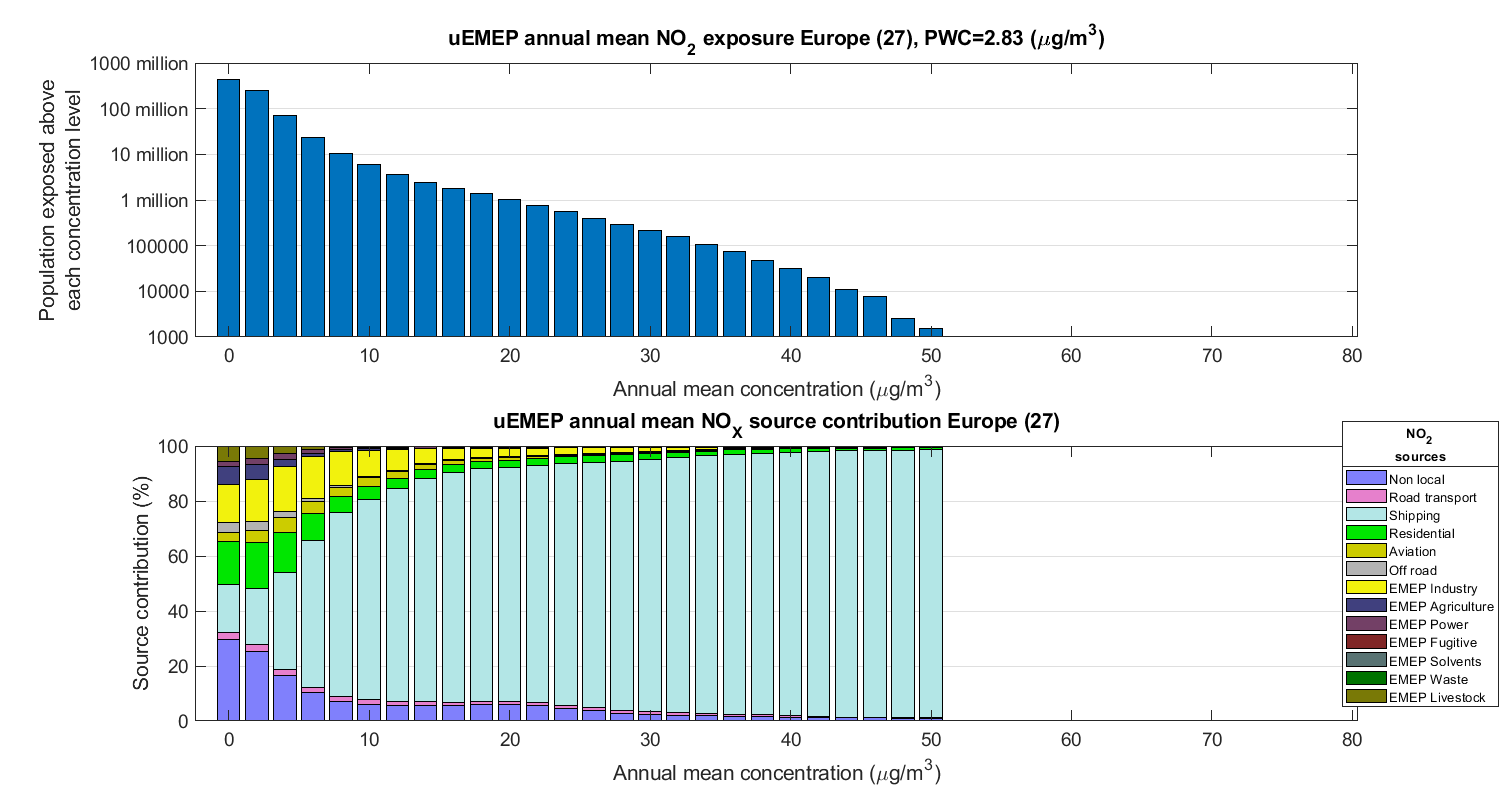 uEMEP annual mean NO2 exposure Europe (27), PWC=2.83 (μg/m3)
Population exposed above
each concentration level
1000 million
100 million
10 million
1 million
100000
10000
1000
0 10 20 30 40 50 60 70 80
Annual mean concentration (μg/m3)
uEMEP annual mean NOX source contribution Europe (27)
Source contribution (%)
100
80
60
40
20
0
0 10 20 30 40 50 60 70 80
Annual mean concentration (μg/m3)
NO2
sources
Non local
Road transport
Shipping
Residential
Aviation
Off road
EMEP Industry
EMEP Agriculture
EMEP Power
EMEP Fugitive
EMEP Solvents
EMEP Waste
EMEP Livestock